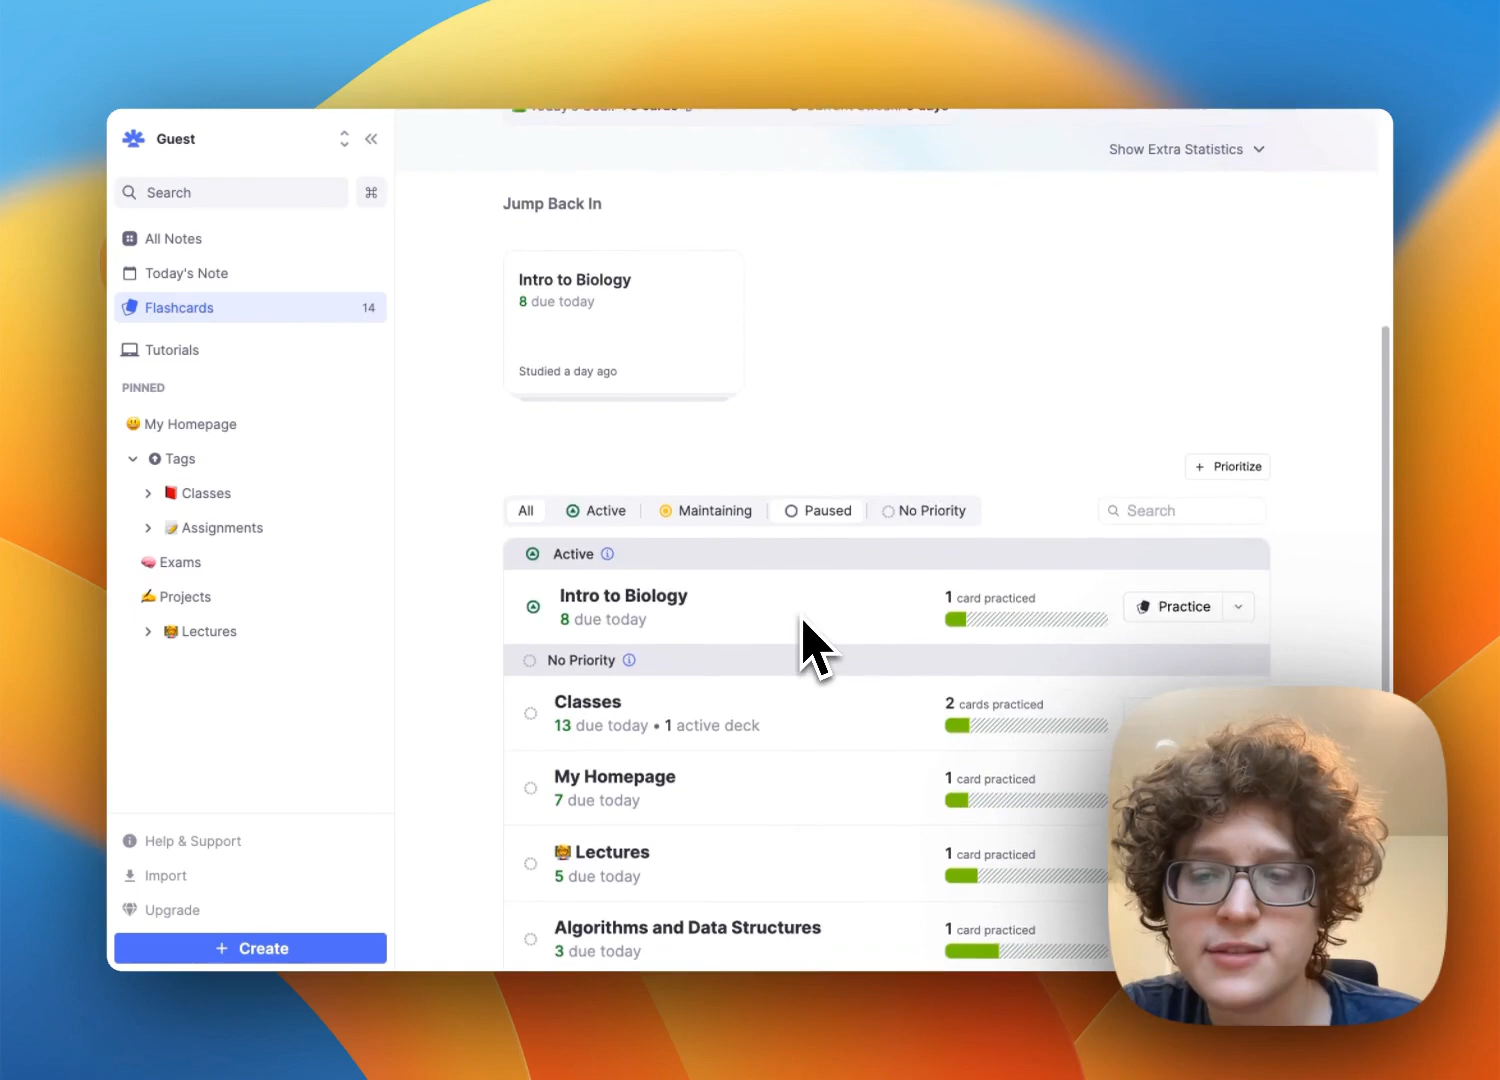 Guest
Show Extra Statistics
Search
⌘
Jump Back In
All Notes
Today's Note
Intro to Biology
8 due today
Flashcards
14
Tutorials
Studied a day ago
PINNED
My Homepage
Tags
+ Prioritize
Classes
All
Active
Maintaining
Paused
No Priority
Search
Assignments
Active
Exams
Intro to Biology
1 card practiced
Practice
Projects
8 due today
Lectures
No Priority
Classes
2 cards practiced
13 due today • 1 active deck
My Homepage
1 card practiced
7 due today
Help & Support
Lectures
1 card practiced
Import
5 due today
Upgrade
Algorithms and Data Structures
1 card practiced
+ Create
3 due today